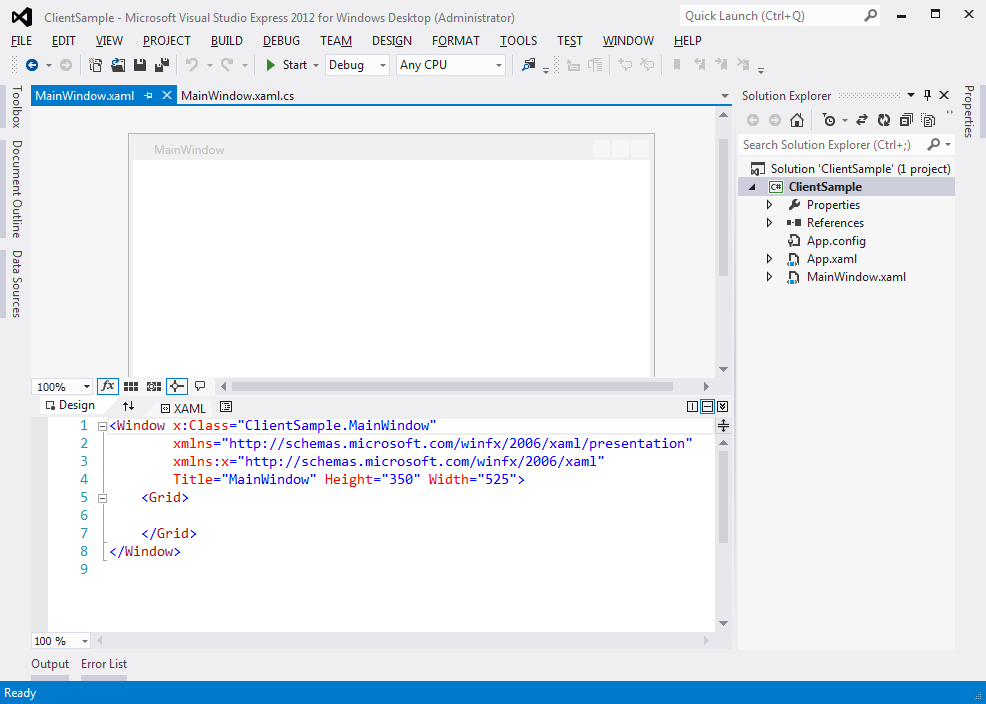 ClientSample - Microsoft Visual Studio Express 2012 for Windows Desktop (Administrator)
Quick Launch (Ctrl+Q)
FILE EDIT VIEW PROJECT BUILD DEBUG TEAM DESIGN FORMAT TOOLS TEST WINDOW HELP
Start Debug Any CPU
Toolbox
Document Outline
Data Sources
MainWindow.xaml MainWindow.xaml.cs
MainWindow
100% fx
Design XAML
1 <Window x:Class="ClientSample.MainWindow"
2 xmlns="http://schemas.microsoft.com/winfx/2006/xaml/presentation"
3 xmlns:x="http://schemas.microsoft.com/winfx/2006/xaml"
4 Title="MainWindow" Height="350" Width="525">
5 <Grid>
6
7 </Grid>
8 </Window>
9
100 %
Solution Explorer
Search Solution Explorer (Ctrl+;)
Solution 'ClientSample' (1 project)
C# ClientSample
Properties
References
App.config
App.xaml
MainWindow.xaml
Properties
Output Error List
Ready